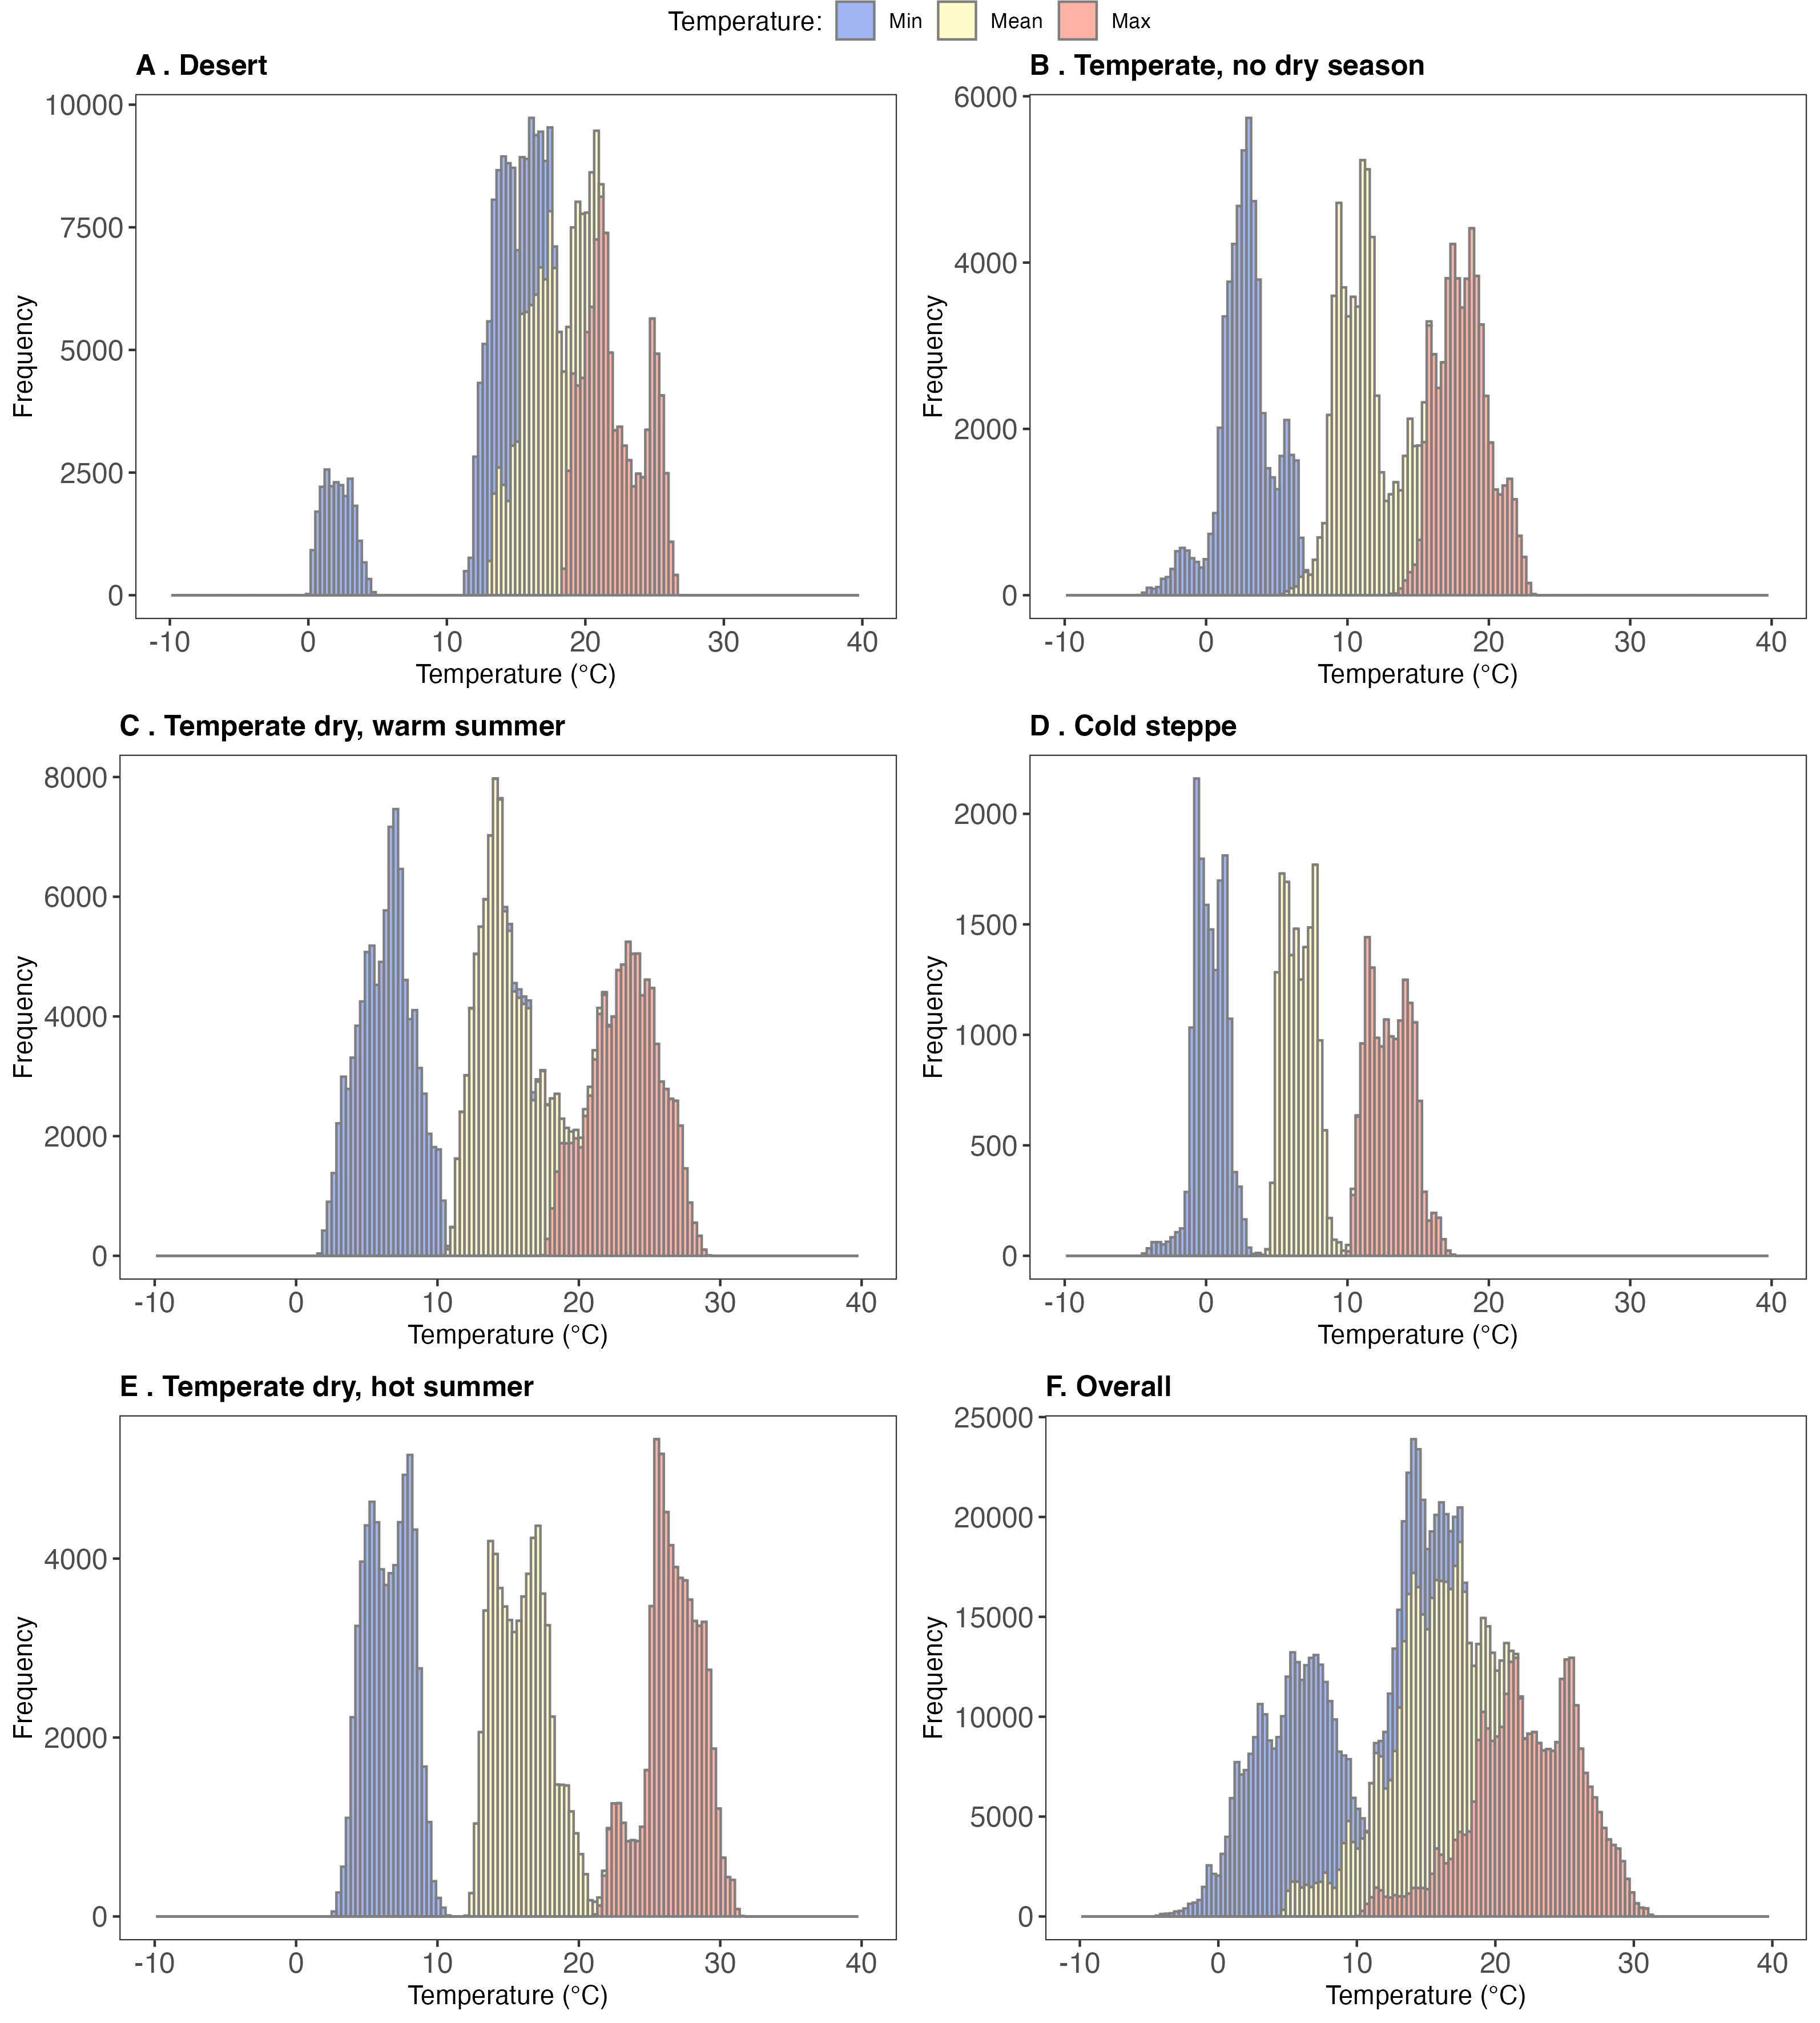 Temperature: Min Mean Max
A . Desert
Frequency
10000
7500
5000
2500
0
-10 0 10 20 30 40
Temperature (°C)
B . Temperate, no dry season
Frequency
6000
4000
2000
0
-10 0 10 20 30 40
Temperature (°C)
C . Temperate dry, warm summer
Frequency
8000
6000
4000
2000
0
-10 0 10 20 30 40
Temperature (°C)
D . Cold steppe
Frequency
2000
1500
1000
500
0
-10 0 10 20 30 40
Temperature (°C)
E . Temperate dry, hot summer
Frequency
4000
2000
0
-10 0 10 20 30 40
Temperature (°C)
F. Overall
Frequency
25000
20000
15000
10000
5000
0
-10 0 10 20 30 40
Temperature (°C)